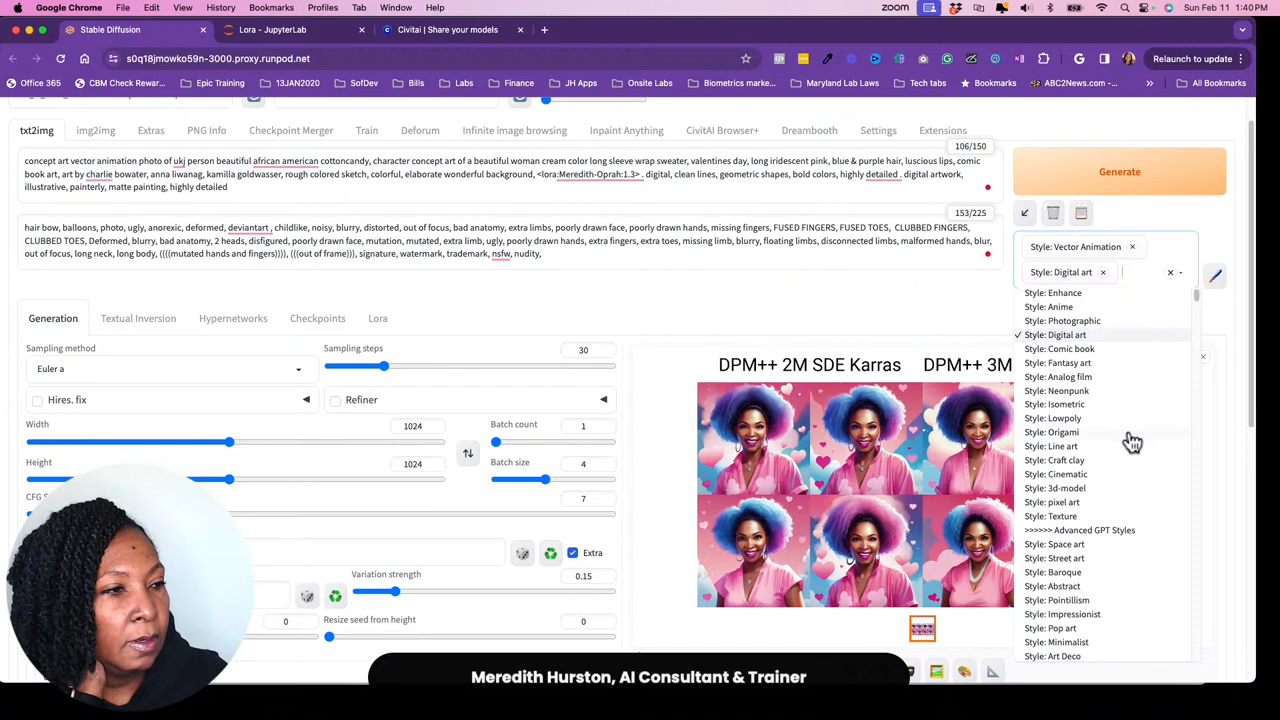 Chrome File Edit View History Bookmarks Profiles Tab Window Help
zoom
Sun Feb 11 1:40 PM
Stable Diffusion
Lora - JupyterLab
Civitai | Share your models
s0q18jmowko59n-3000.proxy.runpod.net
Relaunch to update
Office 365 CBM Check Rewar... Epic Training 13JAN2020 SofDev Bills Labs Finance JH Apps Onsite Labs Biometrics marke... Maryland Lab Laws Tech tabs Bookmarks ABC2News.com -... All Bookmarks
txt2img img2img Extras PNG Info Checkpoint Merger Train Deforum Infinite image browsing Inpaint Anything CivitAI Browser+ Dreambooth Settings Extensions
106/150
concept art vector animation photo of ukj person beautiful african american cottoncandy, character concept art of a beautiful woman cream color long sleeve wrap sweater, valentines day, long iridescent pink, blue & purple hair, luscious lips, comic
book art, art by charlie bowater, anna liwanag, kamilla goldwasser, rough colored sketch, colorful, elaborate wonderful background, <lora:Meredith-Oprah:1.3> . digital, clean lines, geometric shapes, bold colors, highly detailed . digital artwork,
illustrative, painterly, matte painting, highly detailed
Generate
153/225
hair bow, balloons, photo, ugly, anorexic, deformed, deviantart , childlike, noisy, blurry, distorted, out of focus, bad anatomy, extra limbs, poorly drawn face, poorly drawn hands, missing fingers, FUSED FINGERS, FUSED TOES, CLUBBED FINGERS,
CLUBBED TOES, Deformed, blurry, bad anatomy, 2 heads, disfigured, poorly drawn face, mutation, mutated, extra limb, ugly, poorly drawn hands, extra fingers, extra toes, missing limb, blurry, floating limbs, disconnected limbs, malformed hands, blur,
out of focus, long neck, long body, ((((mutated hands and fingers)))), (((out of frame))), signature, watermark, trademark, nsfw, nudity,
Style: Vector Animation
Style: Digital art
Style: Enhance
Style: Anime
Style: Photographic
Style: Digital art
Style: Comic book
Style: Fantasy art
Style: Analog film
Style: Neonpunk
Style: Isometric
Style: Lowpoly
Style: Origami
Style: Line art
Style: Craft clay
Style: Cinematic
Style: 3d-model
Style: pixel art
Style: Texture
>>>>>> Advanced GPT Styles
Style: Space art
Style: Street art
Style: Baroque
Style: Abstract
Style: Pointillism
Style: Impressionist
Style: Pop art
Style: Minimalist
Style: Art Deco
Generation Textual Inversion Hypernetworks Checkpoints Lora
Sampling method
Euler a
Sampling steps
30
Hires. fix
Refiner
Width
1024
Batch count
1
Height
1024
Batch size
4
CFG S
7
Extra
Variation strength
0.15
0
Resize seed from height
0
DPM++ 2M SDE Karras DPM++ 3M
Meredith Hurston, AI Consultant & Trainer